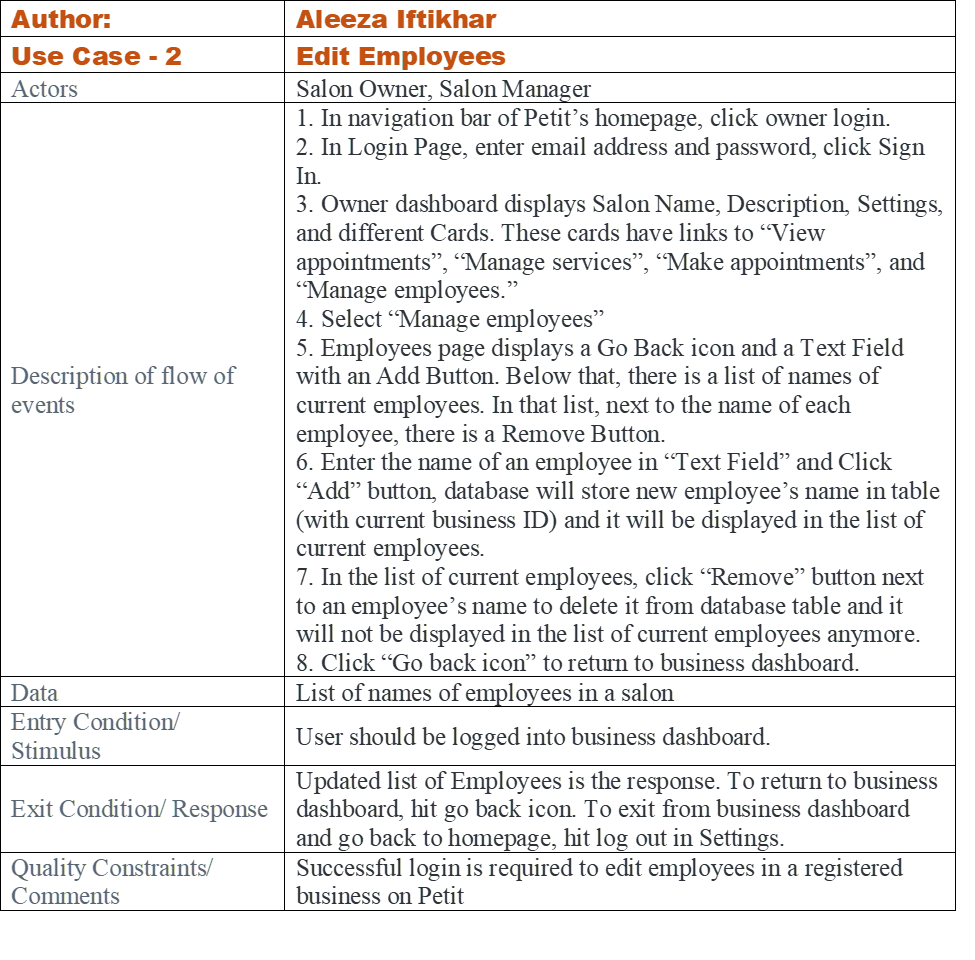 Author:
Aleeza Iftikhar
Use Case - 2
Edit Employees
Actors
Salon Owner, Salon Manager
Description of flow of
events
1. In navigation bar of Petit’s homepage, click owner login.
2. In Login Page, enter email address and password, click Sign
In.
3. Owner dashboard displays Salon Name, Description, Settings,
and different Cards. These cards have links to “View
appointments”, “Manage services”, “Make appointments”, and
“Manage employees.”
4. Select “Manage employees”
5. Employees page displays a Go Back icon and a Text Field
with an Add Button. Below that, there is a list of names of
current employees. In that list, next to the name of each
employee, there is a Remove Button.
6. Enter the name of an employee in “Text Field” and Click
“Add” button, database will store new employee’s name in table
(with current business ID) and it will be displayed in the list of
current employees.
7. In the list of current employees, click “Remove” button next
to an employee’s name to delete it from database table and it
will not be displayed in the list of current employees anymore.
8. Click “Go back icon” to return to business dashboard.
Data
List of names of employees in a salon
Entry Condition/
Stimulus
User should be logged into business dashboard.
Exit Condition/ Response
Updated list of Employees is the response. To return to business
dashboard, hit go back icon. To exit from business dashboard
and go back to homepage, hit log out in Settings.
Quality Constraints/
Comments
Successful login is required to edit employees in a registered
business on Petit